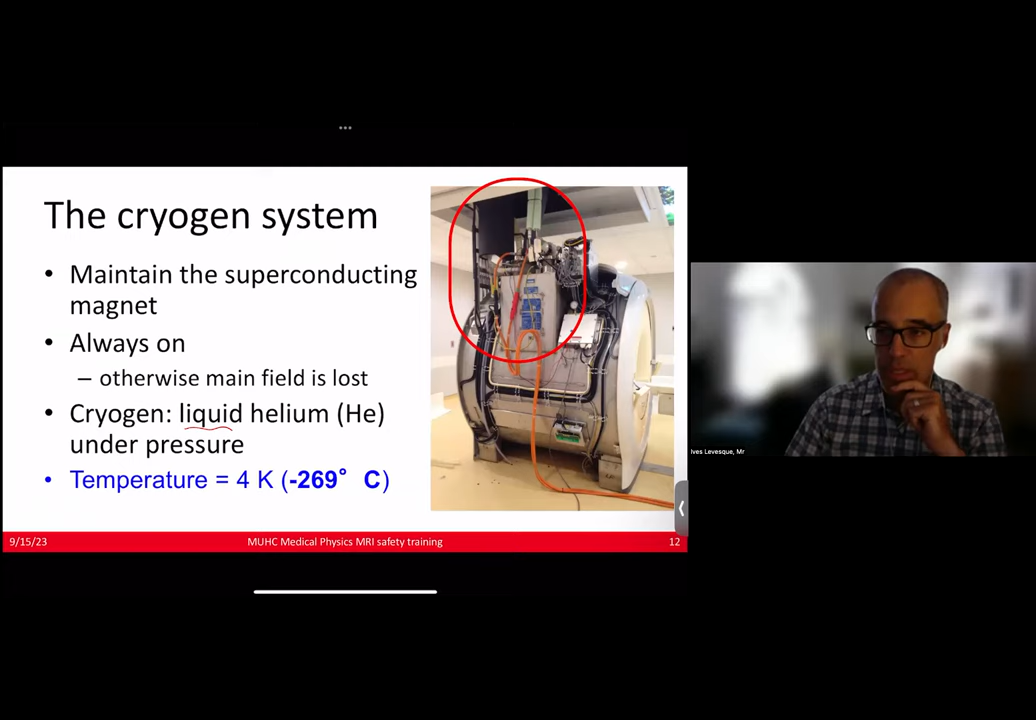 The cryogen system
• Maintain the superconducting
magnet
• Always on
– otherwise main field is lost
• Cryogen: liquid helium (He)
under pressure
• Temperature = 4 K (-269° C)
9/15/23
MUHC Medical Physics MRI safety training
12
Ives Levesque, Mr